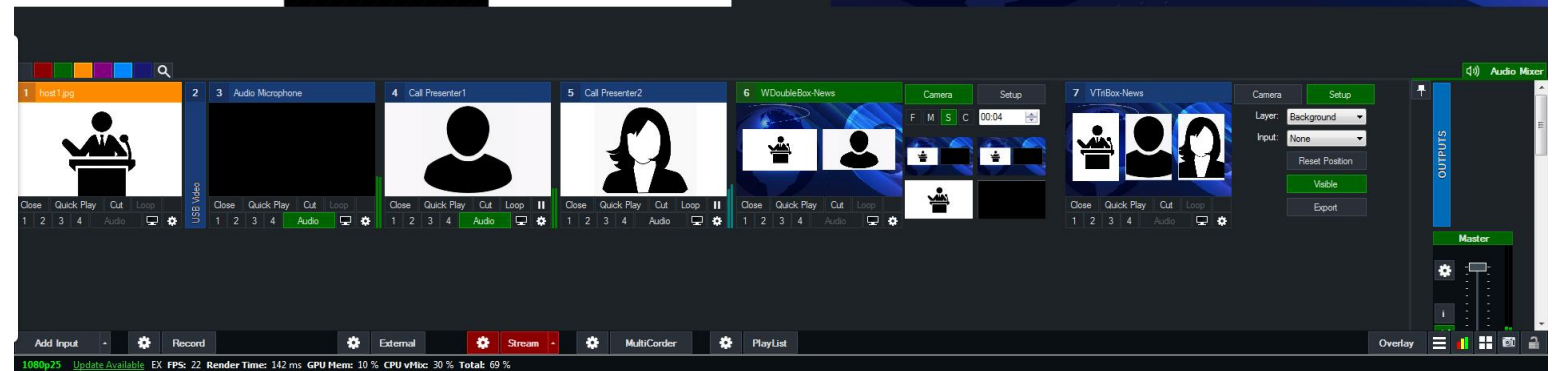 Audio Mixer
1 host1.jpg
2
3 Audio Microphone
4 Call Presenter1
5 Call Presenter2
6 WDoubleBox-News
Camera Setup
7 VTriBox-News
Camera Setup
F M S C 00:04
Layer: Background
Input: None
Reset Position
Visible
Export
USB Video
OUTPUTS
Close Quick Play Cut Loop
Close Quick Play Cut Loop
Close Quick Play Cut Loop
Close Quick Play Cut Loop
Close Quick Play Cut Loop
Close Quick Play Cut Loop
1 2 3 4 Audio
1 2 3 4 Audio
1 2 3 4 Audio
1 2 3 4 Audio
1 2 3 4 Audio
1 2 3 4 Audio
Master
i
Add Input Record External Stream MultiCorder PlayList Overlay
1080p25 Update Available EX FPS: 22 Render Time: 142 ms GPU Mem: 10 % CPU vMix: 30 % Total: 69 %